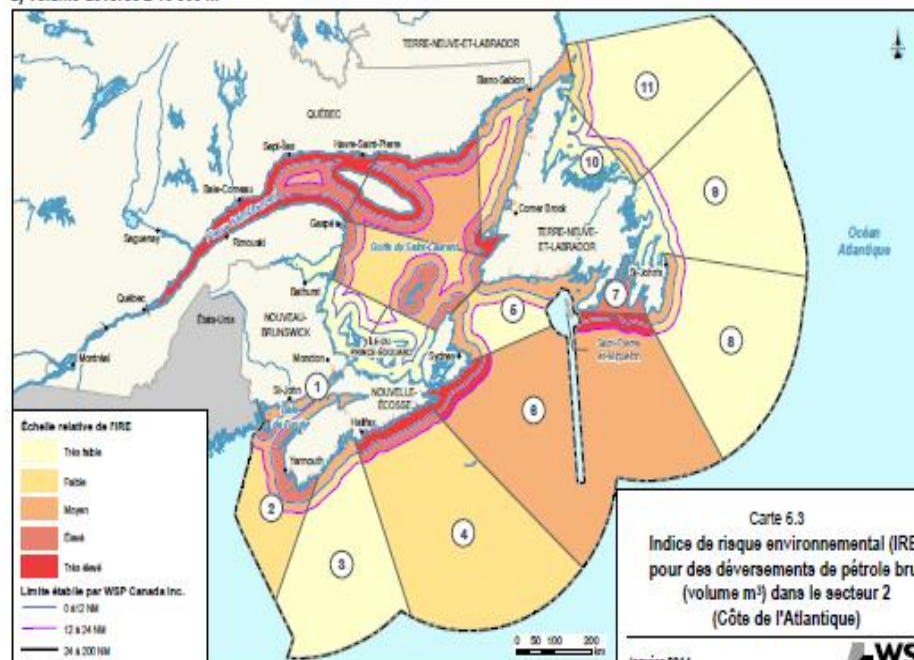 TERRE-NEUVE-ET-LABRADOR
Blanc-Sablon
11
QUÉBEC
Sept-Îles
Havre-Saint-Pierre
10
Baie-Comeau
9
Corner Brook
Gaspé
Rimouski
TERRE-NEUVE-
ET-LABRADOR
Océan
Atlantique
Saguenay
Golfe du Saint-Laurent
St-John's
Bathurst
Québec
7
États-Unis
NOUVEAU-
BRUNSWICK
5
8
ÎLE-DU-
PRINCE-ÉDOUARD
Saint-Pierre
et-Miquelon
Montréal
Moncton
Sydney
1
St-John
NOUVELLE-
ÉCOSSE
6
Halifax
Échelle relative de l'IRE
Très faible
Yarmouth
Faible
2
Moyen
4
Élevé
3
Très élevé
Limite établie par WSP Canada Inc.
0 à 12 NM
12 à 24 NM
24 à 200 NM
0 50 100 200
km
Carte 6.3
Indice de risque environnemental (IRE
pour des déversements de pétrole bru
(volume m³) dans le secteur 2
(Côte de l'Atlantique)
WS